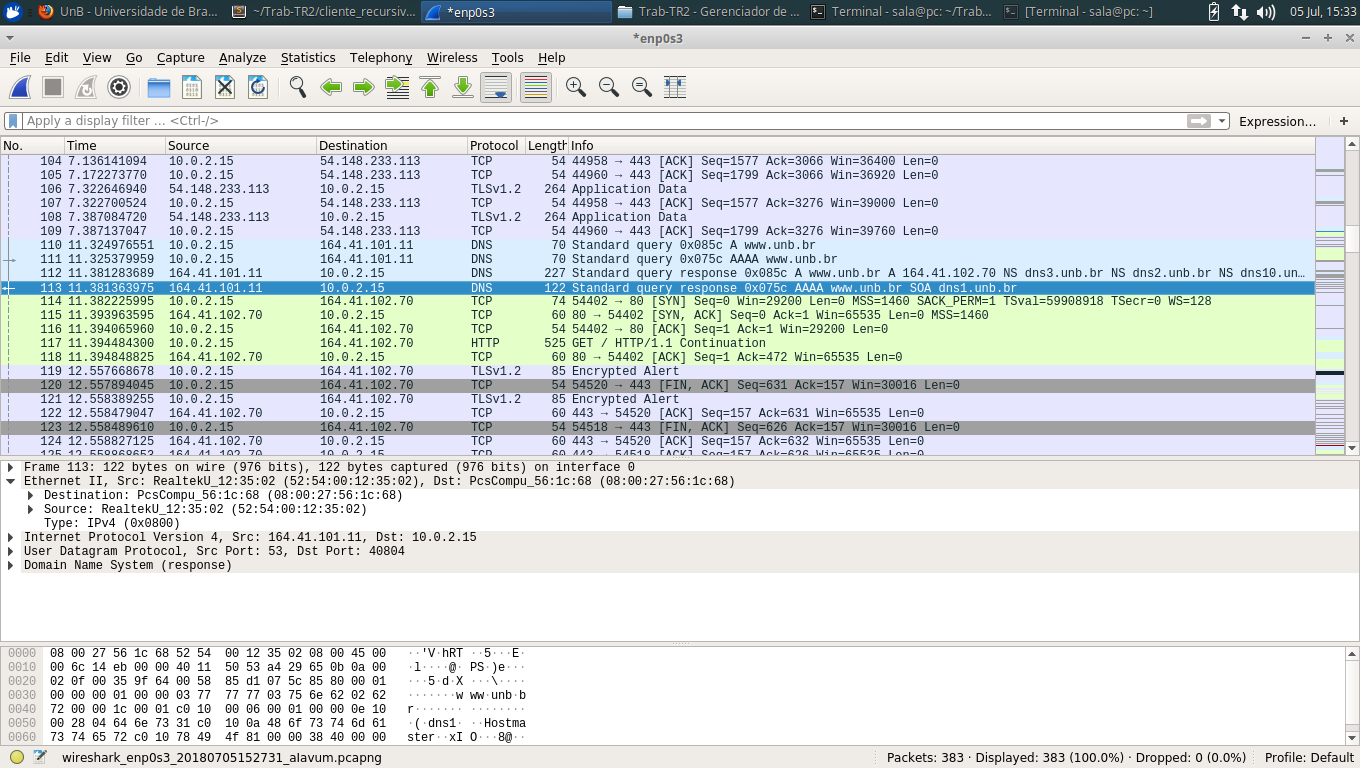 UnB - Universidade de Bra... ~/Trab-TR2/cliente_recursiv... *enp0s3 Trab-TR2 - Gerenciador de ... Terminal - sala@pc: ~/Trab... [Terminal - sala@pc: ~] 05 Jul, 15:33
*enp0s3
File Edit View Go Capture Analyze Statistics Telephony Wireless Tools Help
Apply a display filter ... <Ctrl-/> Expression... +
No. Time Source Destination Protocol Length Info
104 7.136141094 10.0.2.15 54.148.233.113 TCP 54 44958 → 443 [ACK] Seq=1577 Ack=3066 Win=36400 Len=0
105 7.172273770 10.0.2.15 54.148.233.113 TCP 54 44960 → 443 [ACK] Seq=1799 Ack=3066 Win=36920 Len=0
106 7.322646940 54.148.233.113 10.0.2.15 TLSv1.2 264 Application Data
107 7.322700524 10.0.2.15 54.148.233.113 TCP 54 44958 → 443 [ACK] Seq=1577 Ack=3276 Win=39000 Len=0
108 7.387084720 54.148.233.113 10.0.2.15 TLSv1.2 264 Application Data
109 7.387137047 10.0.2.15 54.148.233.113 TCP 54 44960 → 443 [ACK] Seq=1799 Ack=3276 Win=39760 Len=0
110 11.324976551 10.0.2.15 164.41.101.11 DNS 70 Standard query 0x085c A www.unb.br
111 11.325379959 10.0.2.15 164.41.101.11 DNS 70 Standard query 0x075c AAAA www.unb.br
112 11.381283689 164.41.101.11 10.0.2.15 DNS 227 Standard query response 0x085c A www.unb.br A 164.41.102.70 NS dns3.unb.br NS dns2.unb.br NS dns10.un...
113 11.381363975 164.41.101.11 10.0.2.15 DNS 122 Standard query response 0x075c AAAA www.unb.br SOA dns1.unb.br
114 11.382225995 10.0.2.15 164.41.102.70 TCP 74 54402 → 80 [SYN] Seq=0 Win=29200 Len=0 MSS=1460 SACK_PERM=1 TSval=59908918 TSecr=0 WS=128
115 11.393963595 164.41.102.70 10.0.2.15 TCP 60 80 → 54402 [SYN, ACK] Seq=0 Ack=1 Win=65535 Len=0 MSS=1460
116 11.394065960 10.0.2.15 164.41.102.70 TCP 54 54402 → 80 [ACK] Seq=1 Ack=1 Win=29200 Len=0
117 11.394484300 10.0.2.15 164.41.102.70 HTTP 525 GET / HTTP/1.1 Continuation
118 11.394848825 164.41.102.70 10.0.2.15 TCP 60 80 → 54402 [ACK] Seq=1 Ack=472 Win=65535 Len=0
119 12.557668678 10.0.2.15 164.41.102.70 TLSv1.2 85 Encrypted Alert
120 12.557894045 10.0.2.15 164.41.102.70 TCP 54 54520 → 443 [FIN, ACK] Seq=631 Ack=157 Win=30016 Len=0
121 12.558389255 10.0.2.15 164.41.102.70 TLSv1.2 85 Encrypted Alert
122 12.558479047 164.41.102.70 10.0.2.15 TCP 60 443 → 54520 [ACK] Seq=157 Ack=631 Win=65535 Len=0
123 12.558489610 10.0.2.15 164.41.102.70 TCP 54 54518 → 443 [FIN, ACK] Seq=626 Ack=157 Win=30016 Len=0
124 12.558827125 164.41.102.70 10.0.2.15 TCP 60 443 → 54520 [ACK] Seq=157 Ack=632 Win=65535 Len=0
125 12.558868653 164.41.102.70 10.0.2.15 TCP 60 443 → 54518 [ACK] Seq=157 Ack=626 Win=65535 Len=0
Frame 113: 122 bytes on wire (976 bits), 122 bytes captured (976 bits) on interface 0
Ethernet II, Src: RealtekU_12:35:02 (52:54:00:12:35:02), Dst: PcsCompu_56:1c:68 (08:00:27:56:1c:68)
Destination: PcsCompu_56:1c:68 (08:00:27:56:1c:68)
Source: RealtekU_12:35:02 (52:54:00:12:35:02)
Type: IPv4 (0x0800)
Internet Protocol Version 4, Src: 164.41.101.11, Dst: 10.0.2.15
User Datagram Protocol, Src Port: 53, Dst Port: 40804
Domain Name System (response)
0000 08 00 27 56 1c 68 52 54 00 12 35 02 08 00 45 00 ··'V·hRT ··5···E·
0010 00 6c 14 eb 00 00 40 11 50 53 a4 29 65 0b 0a 00 ·l····@· PS·)e···
0020 02 0f 00 35 9f 64 00 58 85 d1 07 5c 85 80 00 01 ···5·d·X ···\····
0030 00 00 00 01 00 00 03 77 77 77 03 75 6e 62 02 62 ·······w ww·unb·b
0040 72 00 00 1c 00 01 c0 10 00 06 00 01 00 00 0e 10 r······· ········
0050 00 28 04 64 6e 73 31 c0 10 0a 48 6f 73 74 6d 61 ·(·dns1· ··Hostma
0060 73 74 65 72 c0 10 78 49 4f 81 00 00 38 40 00 00 ster··xI O···8@··
wireshark_enp0s3_20180705152731_alavum.pcapng Packets: 383 · Displayed: 383 (100.0%) · Dropped: 0 (0.0%) Profile: Default